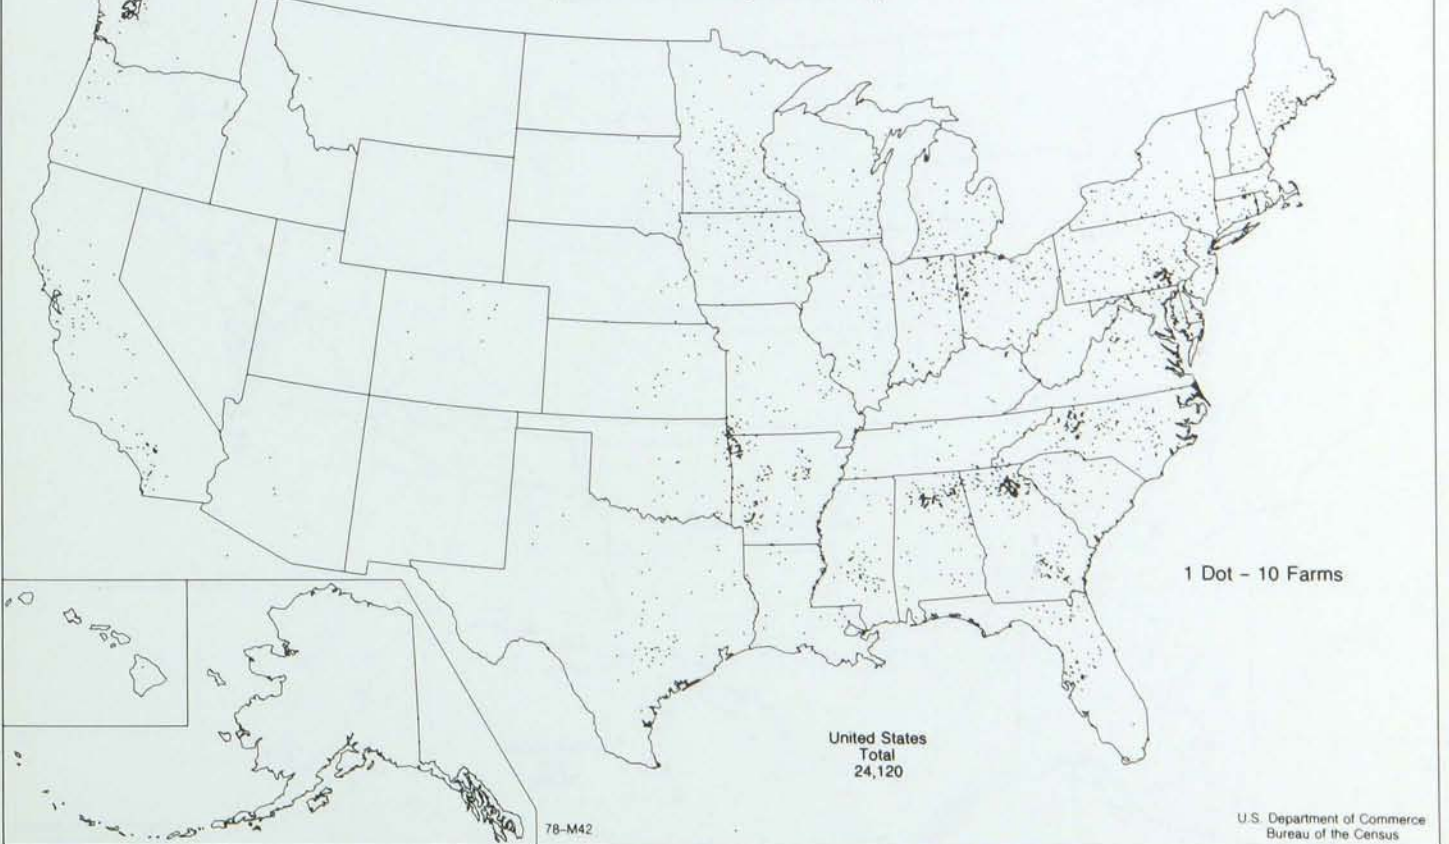 1 Dot – 10 Farms
United States
Total
24,120
78–M42
U.S. Department of Commerce
Bureau of the Census